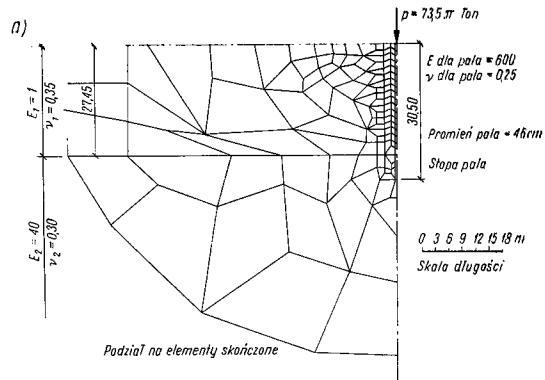 a)
p = 73,5 π Ton
E dla pala = 600
ν dla pala = 0,25
E₁ = 1
ν₁ = 0,35
27,45
30,50
Promień pala = 46cm
Stopa pala
E₂ = 40
ν₂ = 0,30
0 3 6 9 12 15 18 m
Skala długości
Podział na elementy skończone